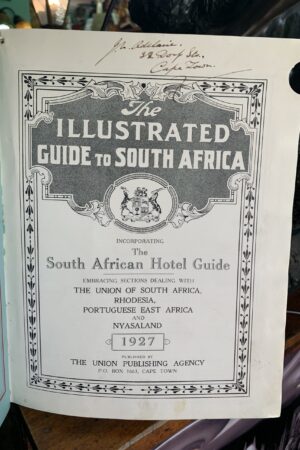 Cape Town.
The
ILLUSTRATED
GUIDE TO SOUTH AFRICA
INCORPORATING
The
South African Hotel Guide
EMBRACING SECTIONS DEALING WITH
THE UNION OF SOUTH AFRICA,
RHODESIA,
PORTUGUESE EAST AFRICA
AND
NYASALAND
1927
PUBLISHED BY
THE UNION PUBLISHING AGENCY
P.O. BOX 1663, CAPE TOWN